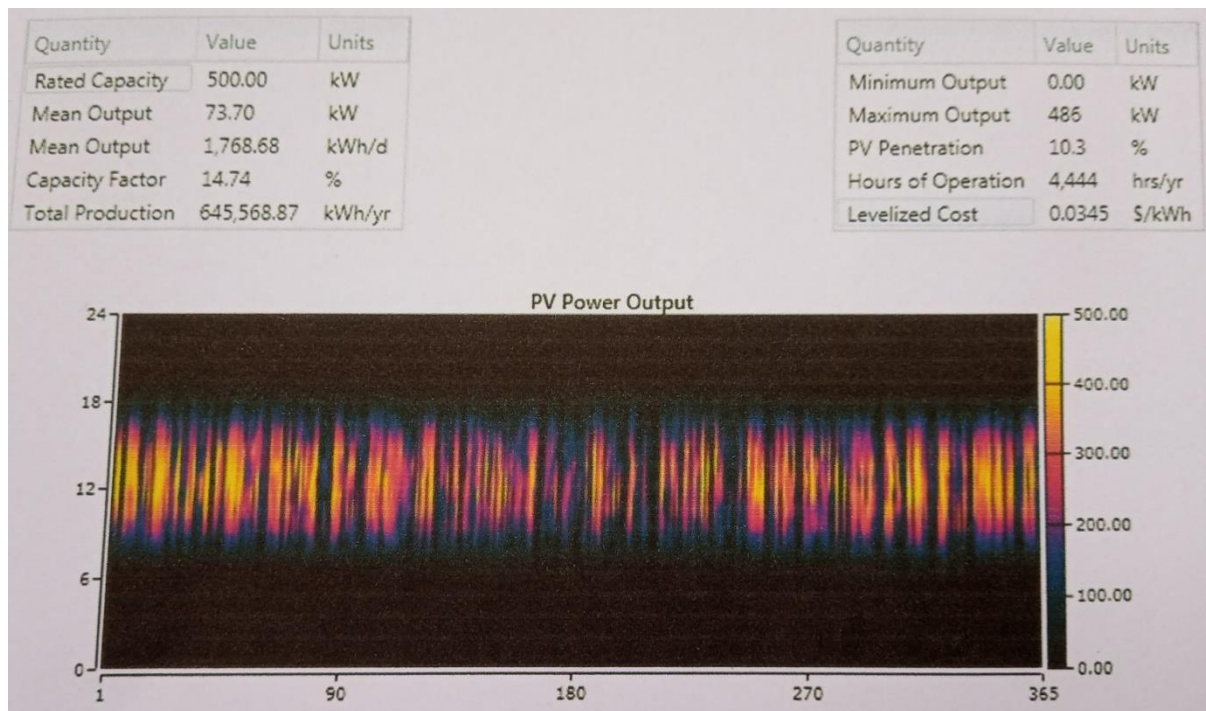 Quantity Value Units
Rated Capacity 500.00 kW
Mean Output 73.70 kW
Mean Output 1,768.68 kWh/d
Capacity Factor 14.74 %
Total Production 645,568.87 kWh/yr
Quantity Value Units
Minimum Output 0.00 kW
Maximum Output 486 kW
PV Penetration 10.3 %
Hours of Operation 4,444 hrs/yr
Levelized Cost 0.0345 $/kWh
PV Power Output
24
18
12
6
0
1 90 180 270 365
500.00
400.00
300.00
200.00
100.00
0.00